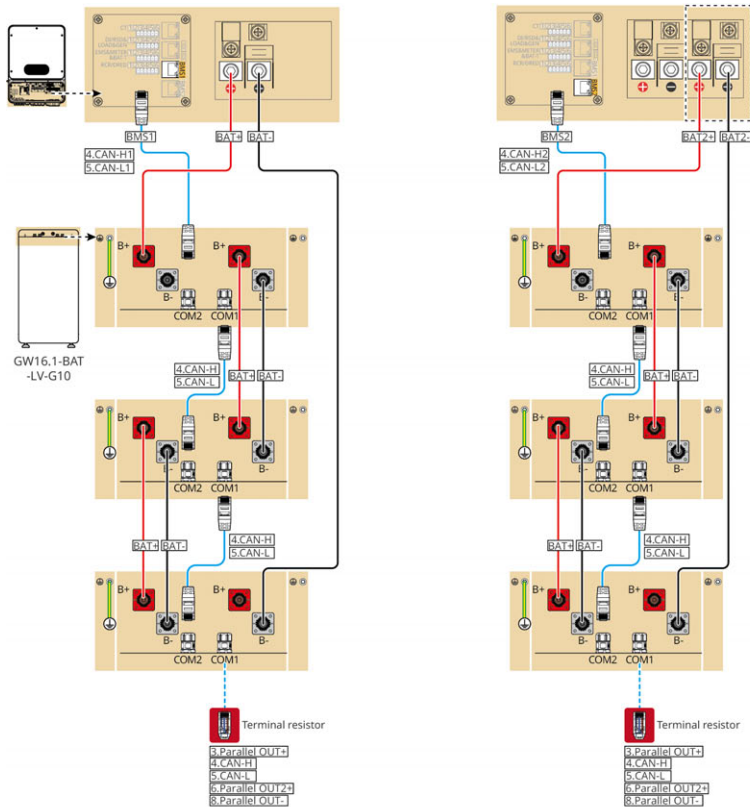 BMS1
BMS2
BMS1
BAT+
BAT-
BMS2
BAT2+
BAT2-
4.CAN-H1
5.CAN-L1
4.CAN-H2
5.CAN-L2
B+
B+
B-
B-
COM2
COM1
B+
B+
B-
B-
COM2
COM1
GW16.1-BAT
-LV-G10
4.CAN-H
5.CAN-L
BAT+
BAT-
4.CAN-H
5.CAN-L
BAT+
BAT-
B+
B+
B-
B-
COM2
COM1
B+
B+
B-
B-
COM2
COM1
BAT+
BAT-
4.CAN-H
5.CAN-L
BAT+
BAT-
4.CAN-H
5.CAN-L
B+
B+
B-
B-
COM2
COM1
B+
B+
B-
B-
COM2
COM1
Terminal resistor
3.Parallel OUT+
4.CAN-H
5.CAN-L
6.Parallel OUT2+
8.Parallel OUT-
Terminal resistor
3.Parallel OUT+
4.CAN-H
5.CAN-L
6.Parallel OUT2+
8.Parallel OUT-